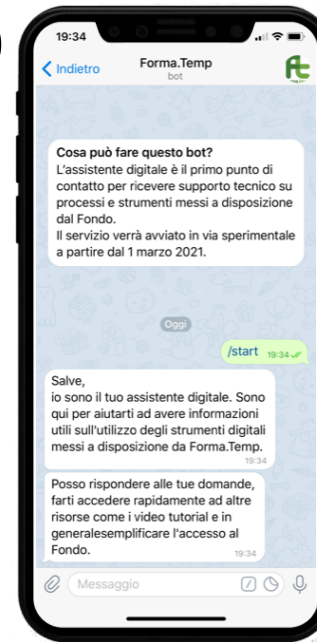 19:34
Indietro
Forma.Temp
bot
Cosa può fare questo bot?
L'assistente digitale è il primo punto di
contatto per ricevere supporto tecnico su
processi e strumenti messi a disposizione
dal Fondo.
Il servizio verrà avviato in via sperimentale
a partire dal 1 marzo 2021.
Oggi
/start 19:34
Salve,
io sono il tuo assistente digitale. Sono
qui per aiutarti ad avere informazioni
utili sull'utilizzo degli strumenti digitali
messi a disposizione da Forma.Temp.
19:34
Posso rispondere alle tue domande,
farti accedere rapidamente ad altre
risorse come i video tutorial e in
generalesemplificare l'accesso al
Fondo. 19:34
Messaggio